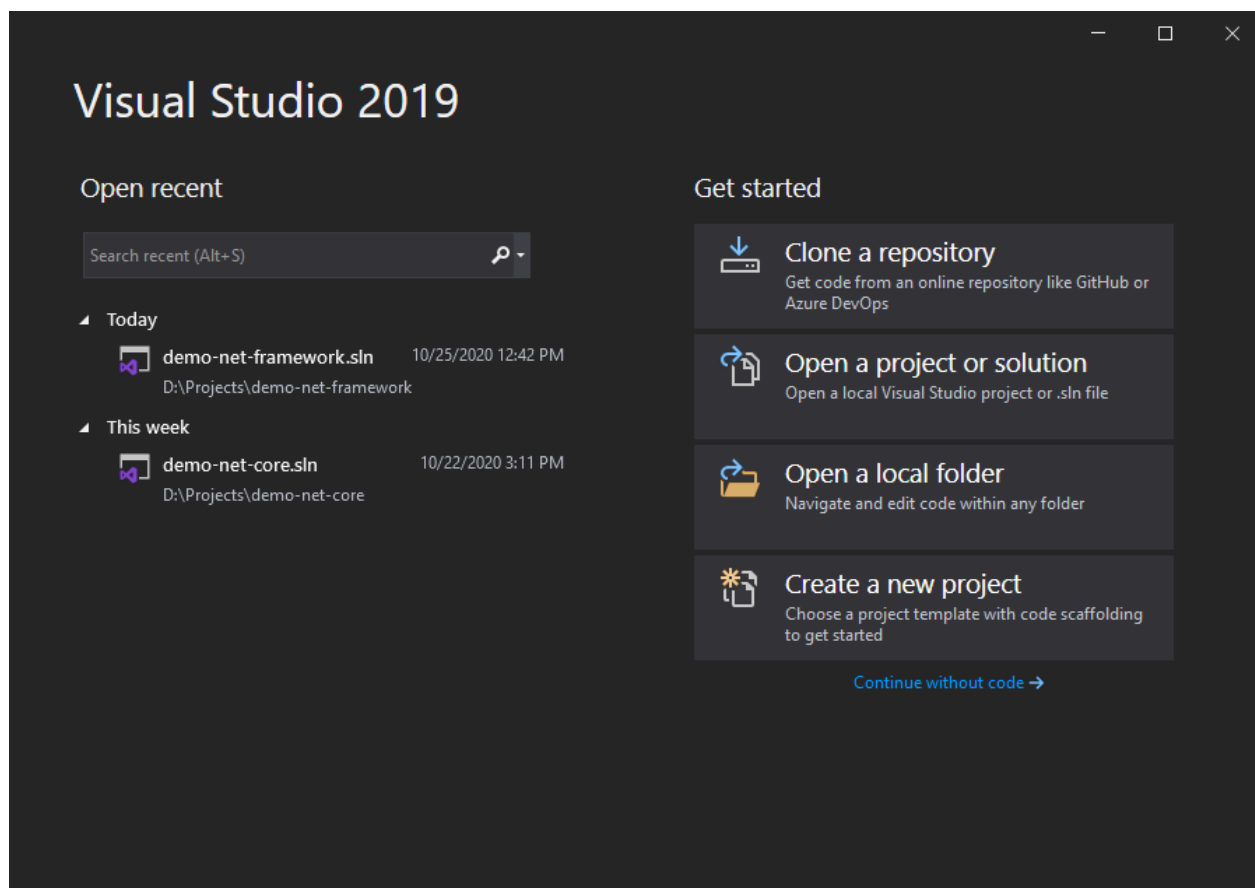 Visual Studio 2019
Open recent
Search recent (Alt+S)
Today
demo-net-framework.sln 10/25/2020 12:42 PM
D:\Projects\demo-net-framework
This week
demo-net-core.sln 10/22/2020 3:11 PM
D:\Projects\demo-net-core
Get started
Clone a repository
Get code from an online repository like GitHub or
Azure DevOps
Open a project or solution
Open a local Visual Studio project or .sln file
Open a local folder
Navigate and edit code within any folder
Create a new project
Choose a project template with code scaffolding
to get started
Continue without code →